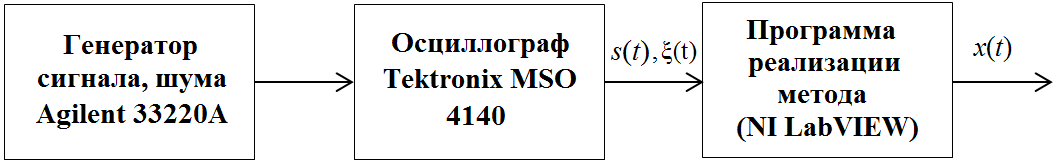 Генератор
сигнала, шума
Agilent 33220A
Осциллограф
Tektronix MSO
4140
s(t), ξ(t)
Программа
реализации
метода
(NI LabVIEW)
x(t)